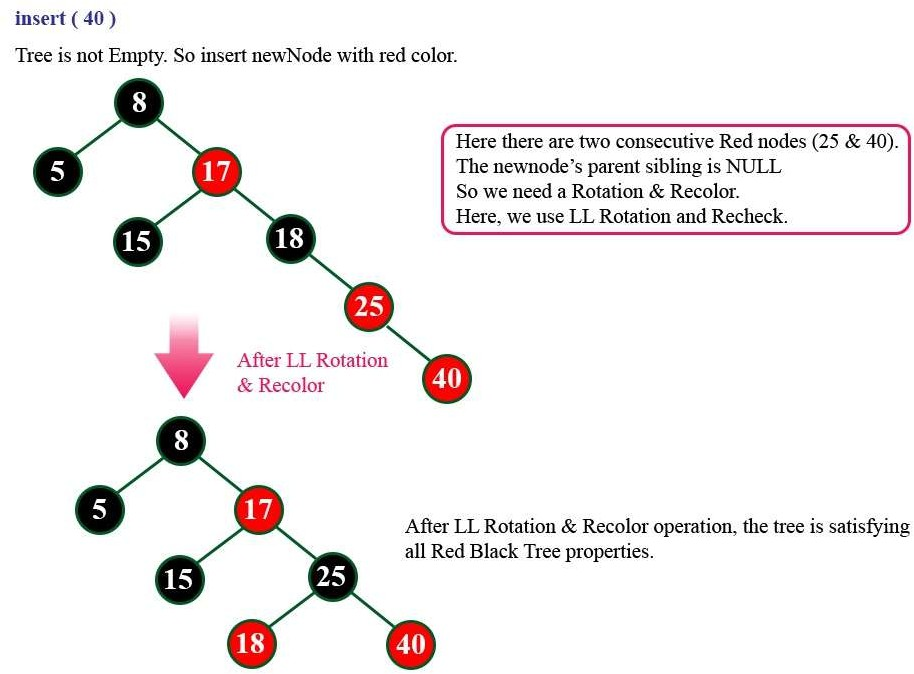 insert ( 40 )
Tree is not Empty. So insert newNode with red color.
8
5
17
15
18
25
40
Here there are two consecutive Red nodes (25 & 40).
The newnode's parent sibling is NULL
So we need a Rotation & Recolor.
Here, we use LL Rotation and Recheck.
After LL Rotation
& Recolor
8
5
17
15
25
18
40
After LL Rotation & Recolor operation, the tree is satisfying
all Red Black Tree properties.